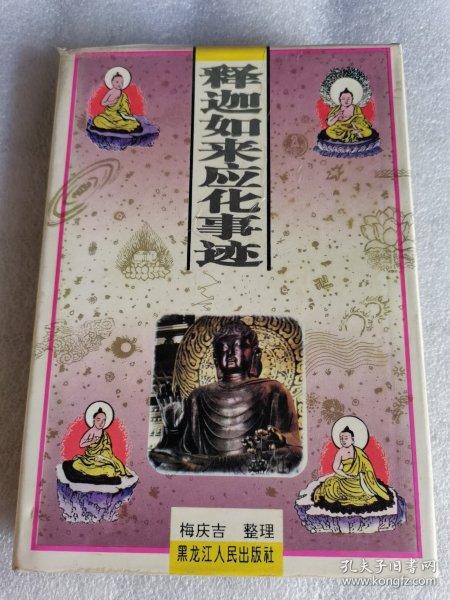 释迦如来应化事迹
梅庆吉 整理
黑龙江人民出版社
孔夫子旧书网
www.kongfz.com